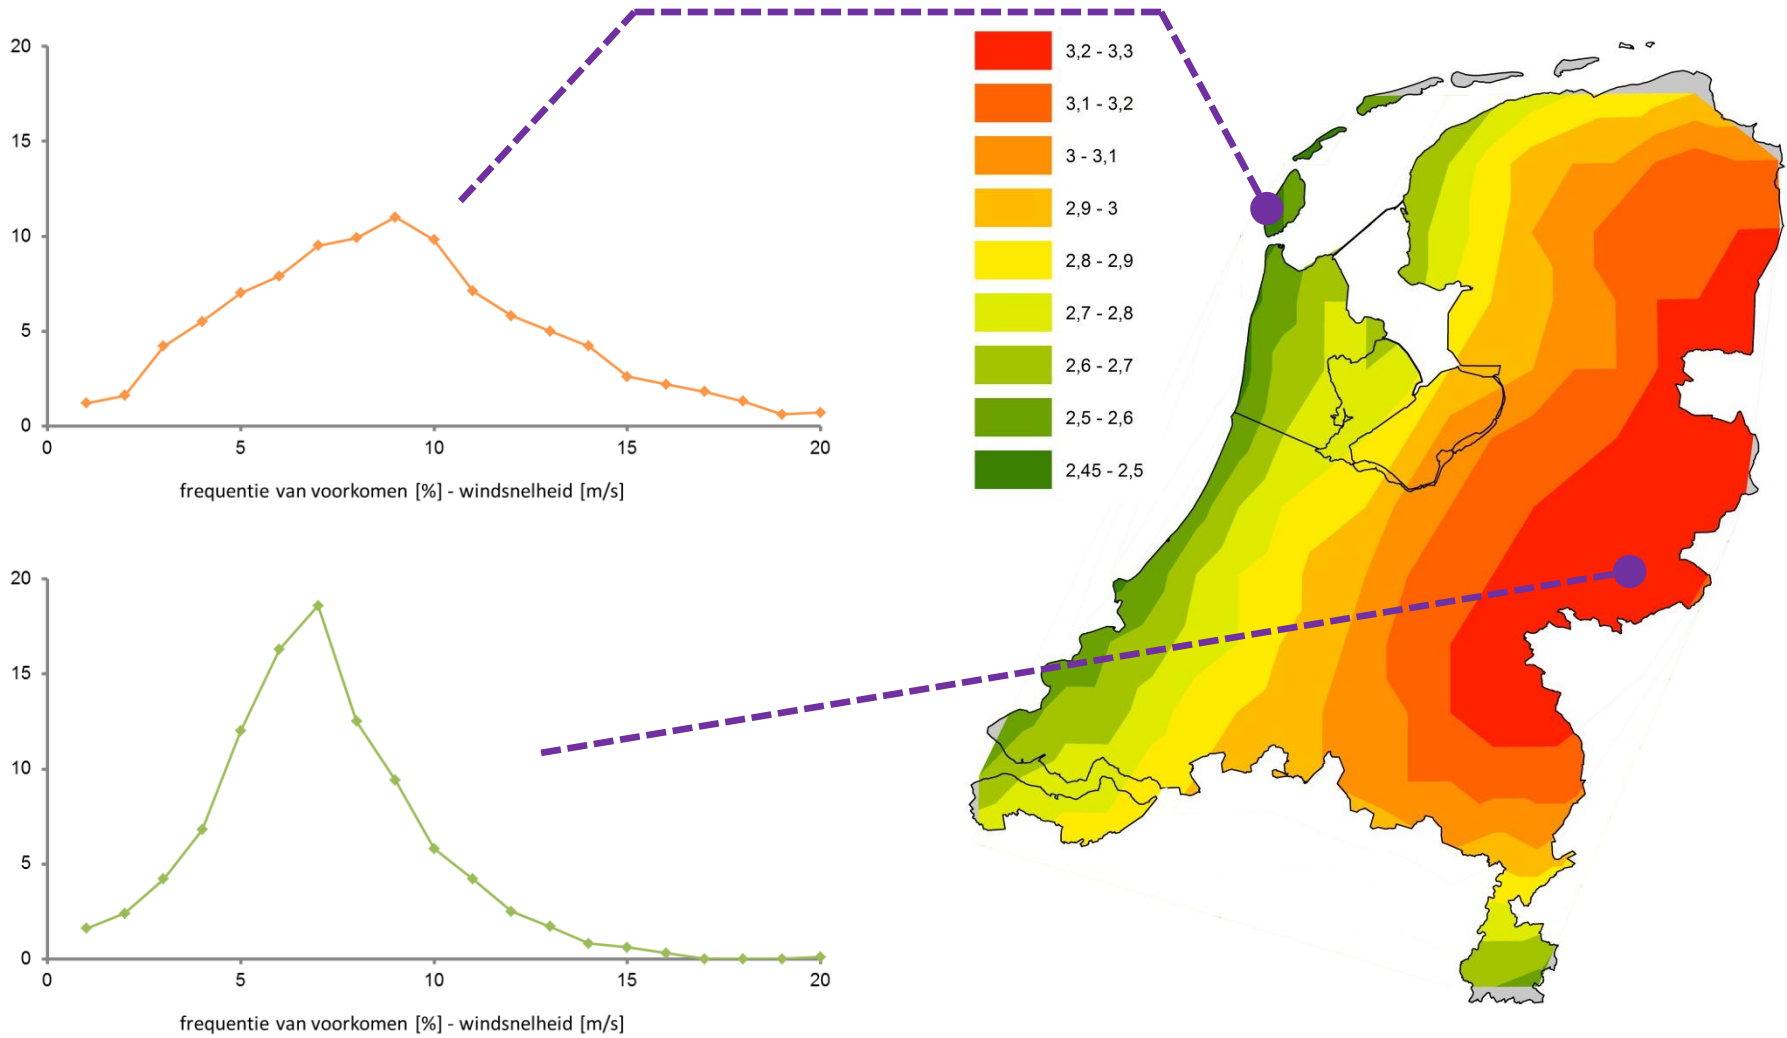 20
15
10
5
0
0 5 10 15 20
frequentie van voorkomen [%] - windsnelheid [m/s]
20
15
10
5
0
0 5 10 15 20
frequentie van voorkomen [%] - windsnelheid [m/s]
3,2 - 3,3
3,1 - 3,2
3 - 3,1
2,9 - 3
2,8 - 2,9
2,7 - 2,8
2,6 - 2,7
2,5 - 2,6
2,45 - 2,5